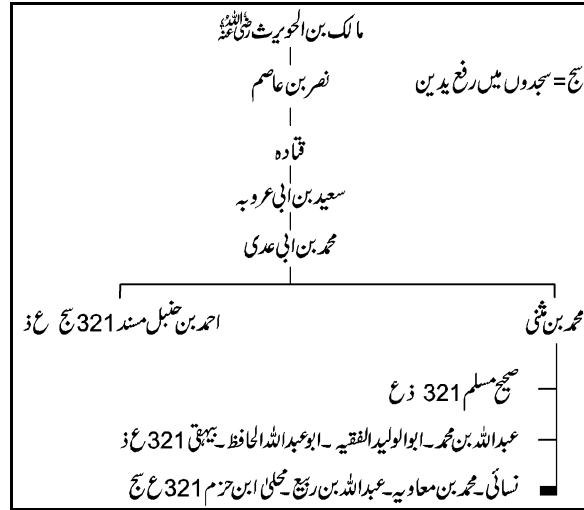 مالک بن الحویرث رضی اللہ عنہ
نصر بن عاصم
سج = سجدوں میں رفع یدین
قتادہ
سعید بن ابی عروبہ
محمد بن ابی عدی
محمد بن مثنی
احمد بن حنبل مسند 321 سج ع ذ
صحیح مسلم 321 ذ ع
عبداللہ بن محمد۔ ابوالولید الفقیہ۔ ابوعبداللہ الحافظ۔ بیہقی 321 ع ذ
نسائی۔ محمد بن معاویہ۔ عبداللہ بن ربیع۔ محلیٰ ابن حزم 321 ع سج